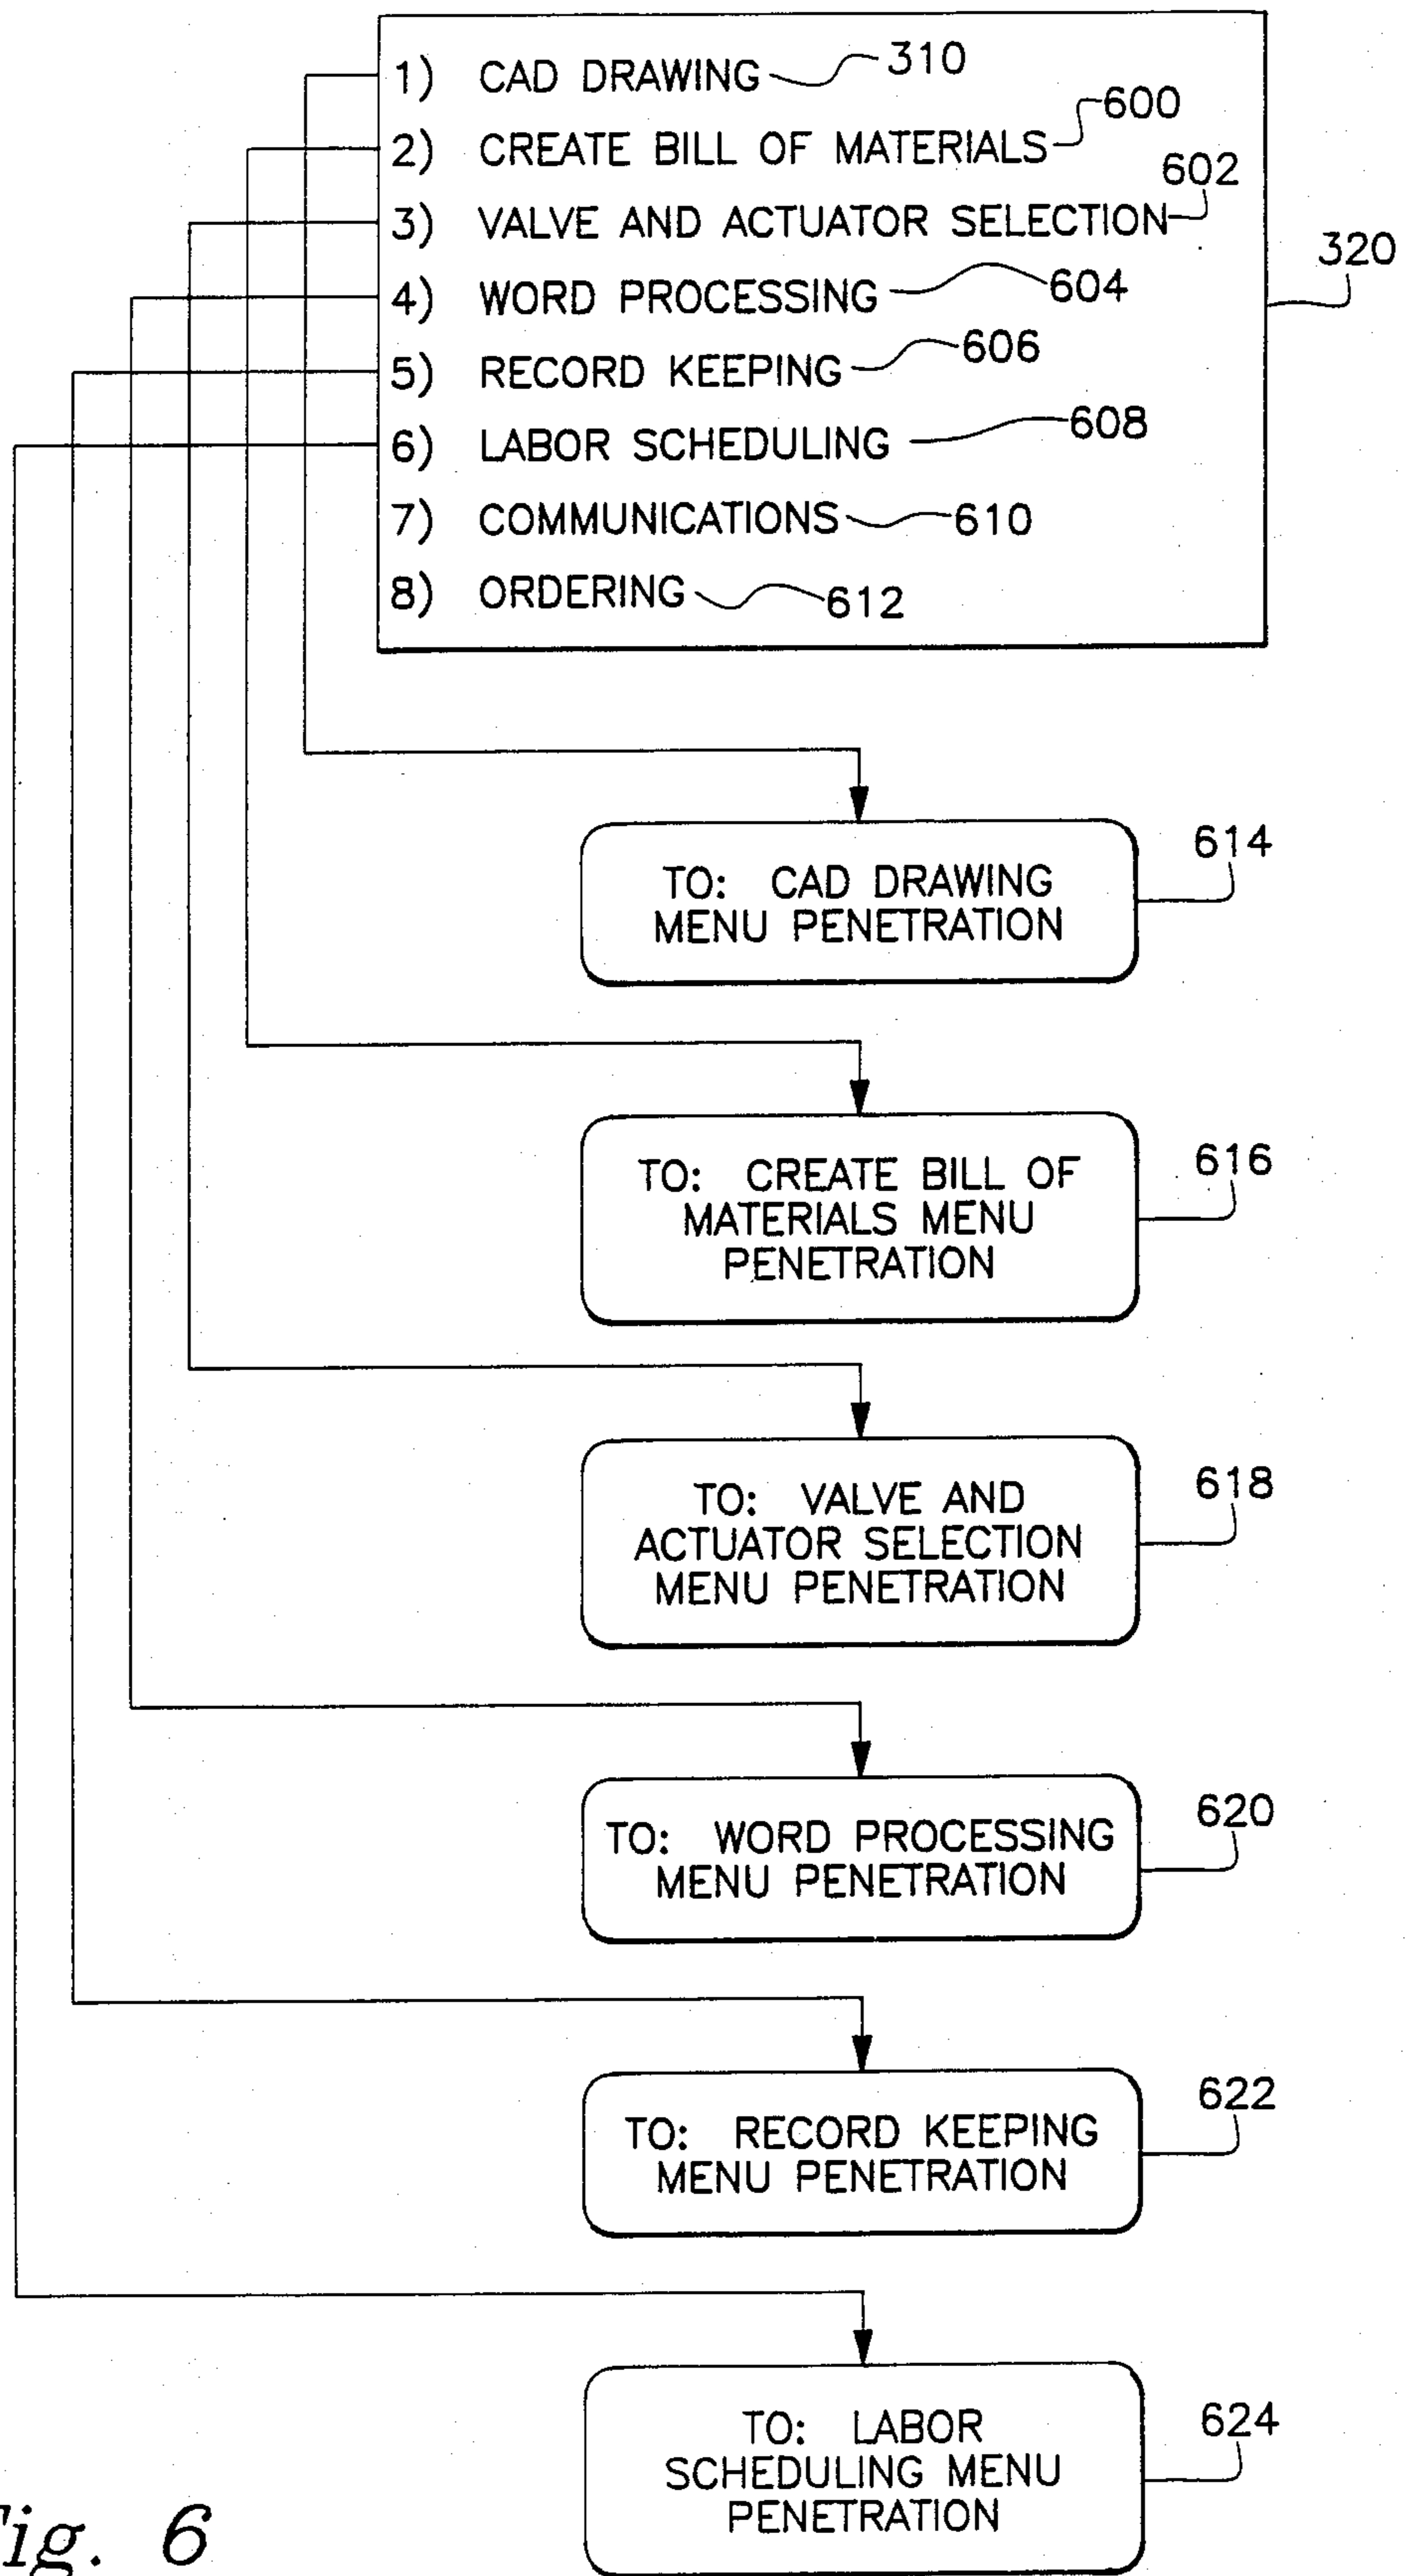 1) CAD DRAWING 310
2) CREATE BILL OF MATERIALS 600
3) VALVE AND ACTUATOR SELECTION 602
4) WORD PROCESSING 604
5) RECORD KEEPING 606
6) LABOR SCHEDULING 608
7) COMMUNICATIONS 610
8) ORDERING 612
320
TO: CAD DRAWING
MENU PENETRATION
614
TO: CREATE BILL OF
MATERIALS MENU
PENETRATION
616
TO: VALVE AND
ACTUATOR SELECTION
MENU PENETRATION
618
TO: WORD PROCESSING
MENU PENETRATION
620
TO: RECORD KEEPING
MENU PENETRATION
622
TO: LABOR
SCHEDULING MENU
PENETRATION
624
Fig. 6